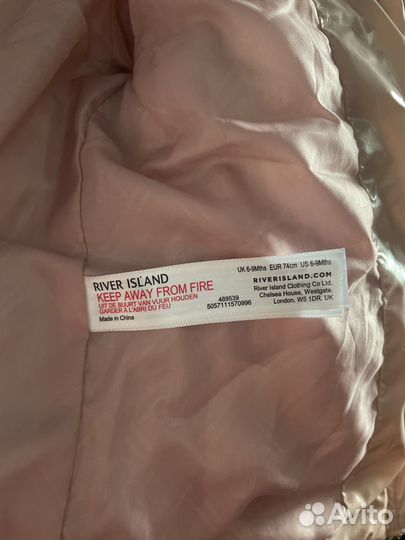 RIVER ISLAND
KEEP AWAY FROM FIRE
UIT DE BUURT VAN VUUR HOUDEN
GARDER À L'ABRI DU FEU
Made in China
489539
5057111570996
UK 6-9Mths EUR 74cm US 6-9Mths
RIVERISLAND.COM
River Island Clothing Co Ltd.
Chelsea House, Westgate,
London, W5 1DR. UK
Avito